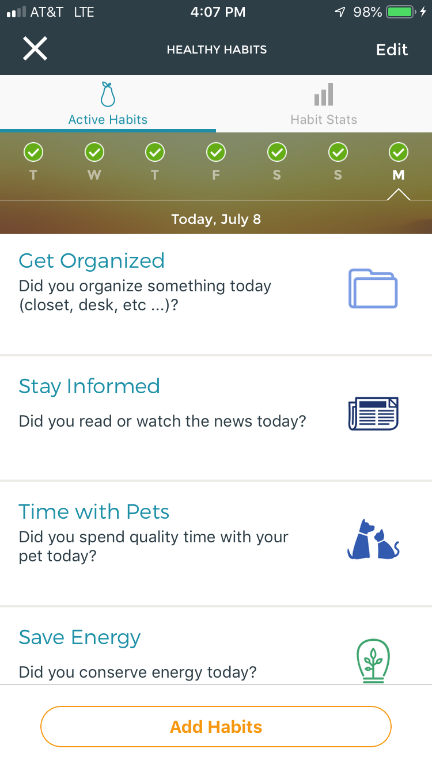 AT&T LTE 4:07 PM 98%
HEALTHY HABITS Edit
Active Habits Habit Stats
T W T F S S M
Today, July 8
Get Organized
Did you organize something today
(closet, desk, etc ...)?
Stay Informed
Did you read or watch the news today?
Time with Pets
Did you spend quality time with your
pet today?
Save Energy
Did you conserve energy today?
Add Habits